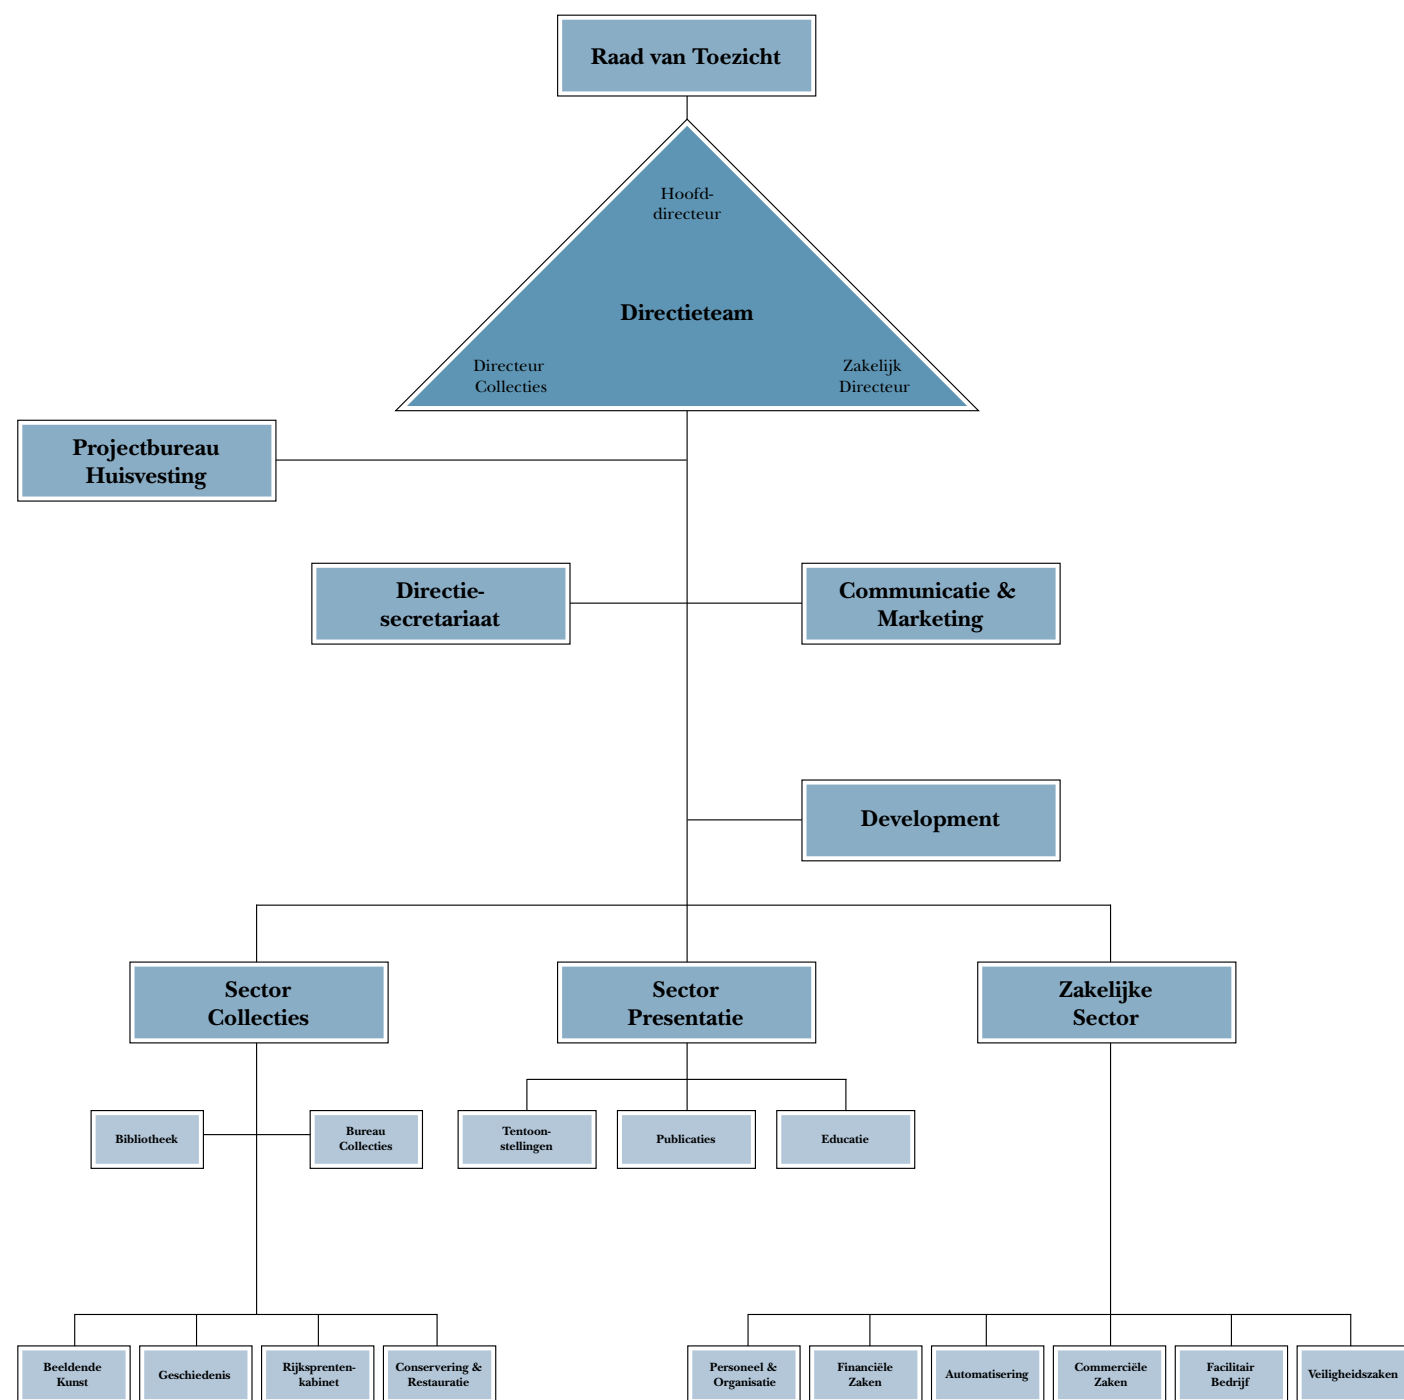 Raad van Toezicht
Hoofd-
directeur
Directieteam
Directeur
Collecties
Zakelijk
Directeur
Projectbureau
Huisvesting
Directie-
secretariaat
Communicatie &
Marketing
Development
Sector
Collecties
Sector
Presentatie
Zakelijke
Sector
Bibliotheek
Bureau
Collecties
Tentoon-
stellingen
Publicaties
Educatie
Beeldende
Kunst
Geschiedenis
Rijksprenten-
kabinet
Conservering &
Restauratie
Personeel &
Organisatie
Financiële
Zaken
Automatisering
Commerciële
Zaken
Facilitair
Bedrijf
Veiligheidszaken